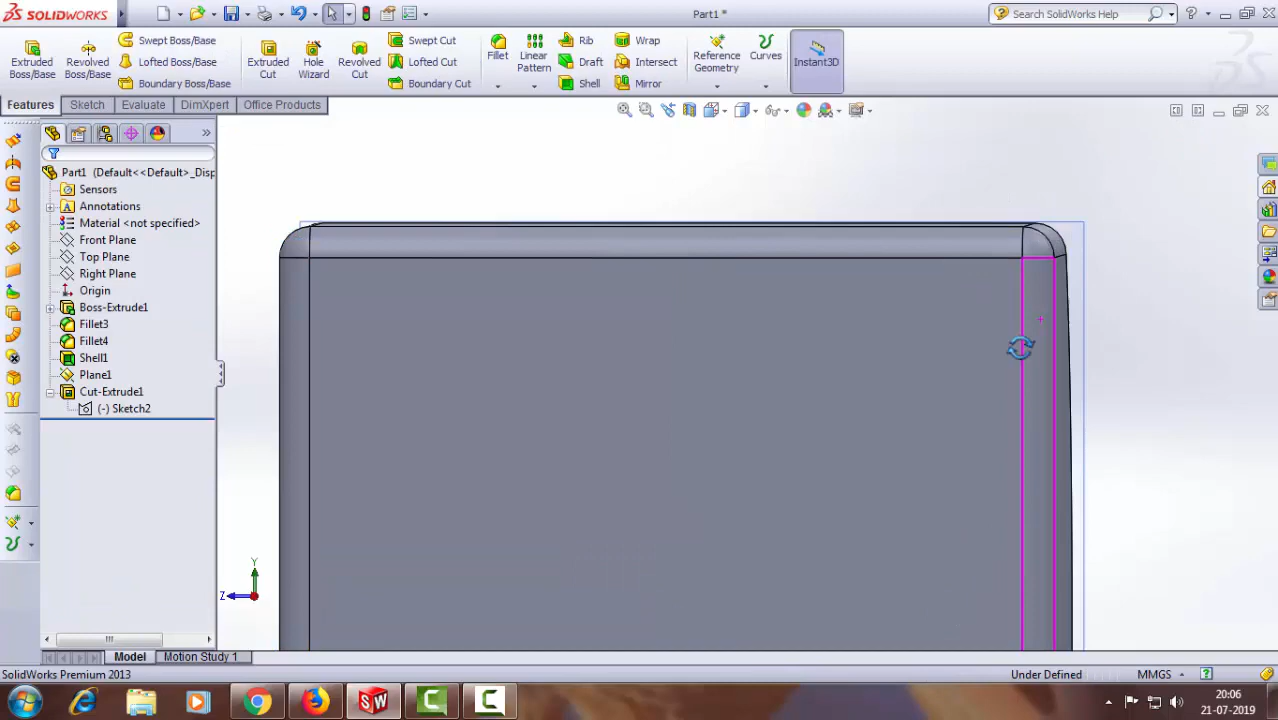 SOLIDWORKS
Part1 *
Search SolidWorks Help
Extruded Boss/Base
Revolved Boss/Base
Swept Boss/Base
Lofted Boss/Base
Boundary Boss/Base
Extruded Cut
Hole Wizard
Revolved Cut
Swept Cut
Lofted Cut
Boundary Cut
Fillet
Linear Pattern
Rib
Draft
Shell
Wrap
Intersect
Mirror
Reference Geometry
Curves
Instant3D
Features
Sketch
Evaluate
DimXpert
Office Products
Part1 (Default<<Default>_Disp
Sensors
Annotations
Material <not specified>
Front Plane
Top Plane
Right Plane
Origin
Boss-Extrude1
Fillet3
Fillet4
Shell1
Plane1
Cut-Extrude1
(-) Sketch2
Y
Z
Model
Motion Study 1
SolidWorks Premium 2013
Under Defined
MMGS
20:06
21-07-2019